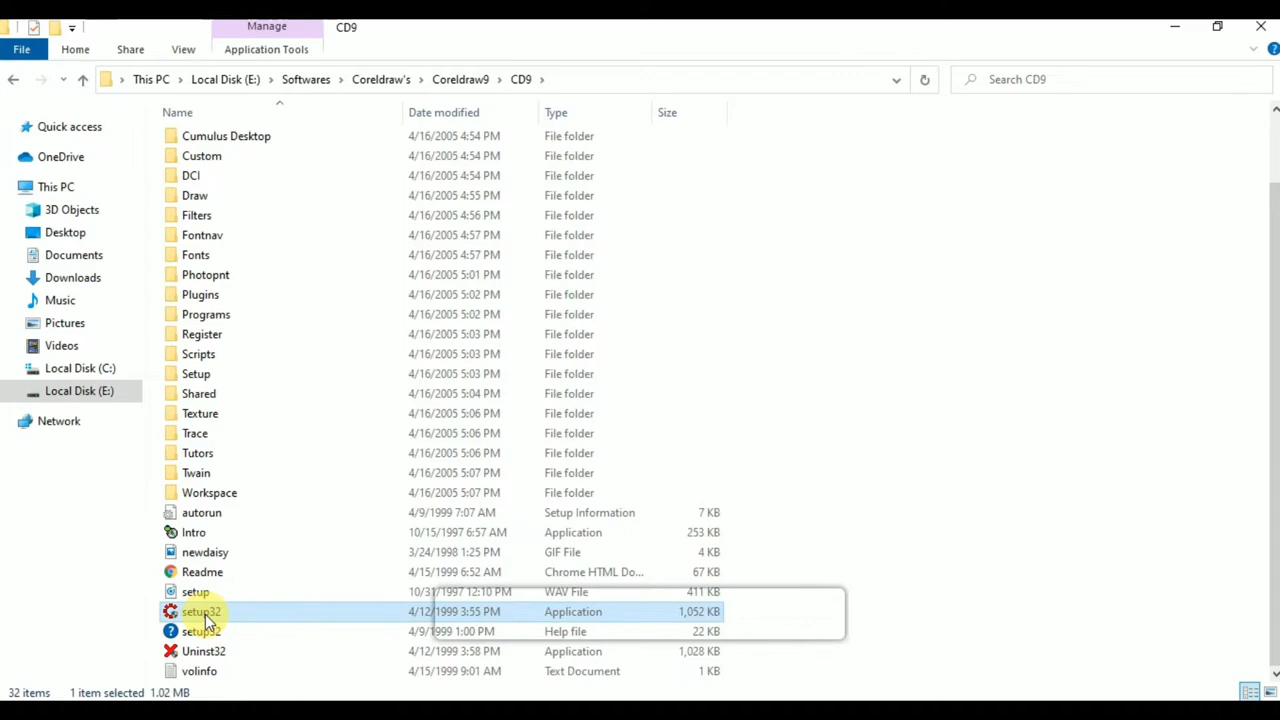 Manage CD9
File Home Share View Application Tools
This PC Local Disk (E:) Softwares Coreldraw's Coreldraw9 CD9 Search CD9
Name Date modified Type Size
Quick access
OneDrive
This PC
3D Objects
Desktop
Documents
Downloads
Music
Pictures
Videos
Local Disk (C:)
Local Disk (E:)
Network
Cumulus Desktop 4/16/2005 4:54 PM File folder
Custom 4/16/2005 4:54 PM File folder
DCI 4/16/2005 4:54 PM File folder
Draw 4/16/2005 4:55 PM File folder
Filters 4/16/2005 4:56 PM File folder
Fontnav 4/16/2005 4:57 PM File folder
Fonts 4/16/2005 4:57 PM File folder
Photopnt 4/16/2005 5:01 PM File folder
Plugins 4/16/2005 5:02 PM File folder
Programs 4/16/2005 5:02 PM File folder
Register 4/16/2005 5:03 PM File folder
Scripts 4/16/2005 5:03 PM File folder
Setup 4/16/2005 5:03 PM File folder
Shared 4/16/2005 5:04 PM File folder
Texture 4/16/2005 5:06 PM File folder
Trace 4/16/2005 5:06 PM File folder
Tutors 4/16/2005 5:07 PM File folder
Twain 4/16/2005 5:07 PM File folder
Workspace 4/16/2005 5:07 PM File folder
autorun 4/9/1999 7:07 AM Setup Information 7 KB
Intro 10/15/1997 6:57 AM Application 253 KB
newdaisy 3/24/1998 1:25 PM GIF File 4 KB
Readme 4/15/1999 6:52 AM Chrome HTML Do... 67 KB
setup 10/31/1997 12:10 PM WAV File 411 KB
setup32 4/12/1999 3:55 PM Application 1,052 KB
setup32 4/9/1999 1:00 PM Help file 22 KB
Uninst32 4/12/1999 3:58 PM Application 1,028 KB
volinfo 4/15/1999 9:01 AM Text Document 1 KB
32 items 1 item selected 1.02 MB